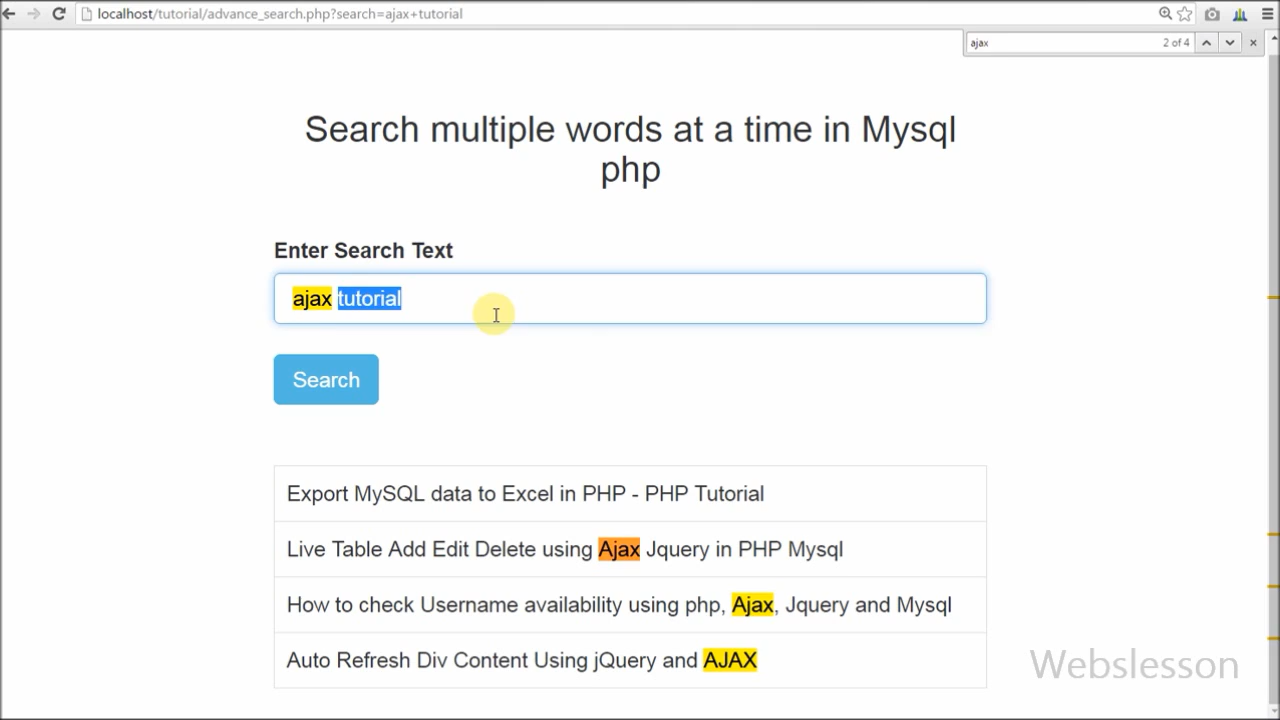 localhost/tutorial/advance_search.php?search=ajax+tutorial
ajax 2 of 4
Search multiple words at a time in Mysql
php
Enter Search Text
ajax tutorial
Search
Export MySQL data to Excel in PHP - PHP Tutorial
Live Table Add Edit Delete using Ajax Jquery in PHP Mysql
How to check Username availability using php, Ajax, Jquery and Mysql
Auto Refresh Div Content Using jQuery and AJAX
Webslesson